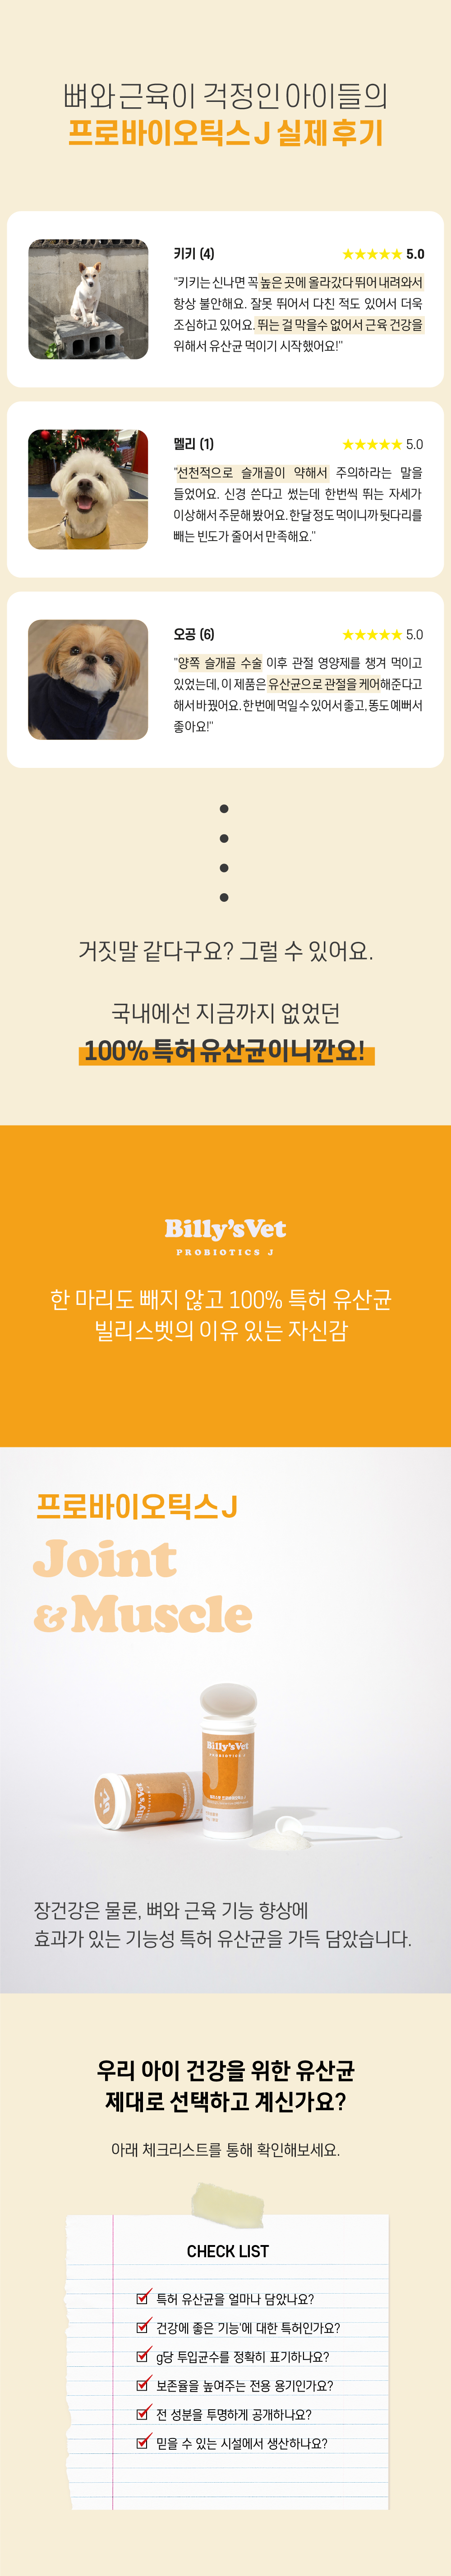 뼈와 근육이 걱정인 아이들의
프로바이오틱스 J 실제 후기
키키 (4)
★★★★★ 5.0
"키키는 신나면 꼭 높은 곳에 올라갔다 뛰어 내려와서
항상 불안해요. 잘못 뛰어서 다친 적도 있어서 더욱
조심하고 있어요. 뛰는 걸 막을수 없어서 근육 건강을
위해서 유산균 먹이기 시작했어요!"
멜리 (1)
★★★★★ 5.0
"선천적으로 슬개골이 약해서 주의하라는 말을
들었어요. 신경 쓴다고 썼는데 한번씩 뛰는 자세가
이상해서 주문해 봤어요. 한달 정도 먹이니까 뒷다리를
빼는 빈도가 줄어서 만족해요."
오공 (6)
★★★★★ 5.0
"양쪽 슬개골 수술 이후 관절 영양제를 챙겨 먹이고
있었는데, 이 제품은 유산균으로 관절을 케어해준다고
해서 바꿨어요. 한번에 먹일 수 있어서 좋고, 똥도 예뻐서
좋아요!"
거짓말 같다구요? 그럴 수 있어요.
국내에선 지금까지 없었던
100% 특허 유산균이니깐요!
Billy'sVet
PROBIOTICS J
한 마리도 빼지 않고 100% 특허 유산균
빌리스벳의 이유 있는 자신감
프로바이오틱스 J
Joint
&Muscle
Billy'sVet
PROBIOTICS J
Billy'sVet
J
장건강은 물론, 뼈와 근육 기능 향상에
효과가 있는 기능성 특허 유산균을 가득 담았습니다.
우리 아이 건강을 위한 유산균
제대로 선택하고 계신가요?
아래 체크리스트를 통해 확인해보세요.
CHECK LIST
특허 유산균을 얼마나 담았나요?
건강에 좋은 기능'에 대한 특허인가요?
g당 투입균수를 정확히 표기하나요?
보존율을 높여주는 전용 용기인가요?
전 성분을 투명하게 공개하나요?
믿을 수 있는 시설에서 생산하나요?